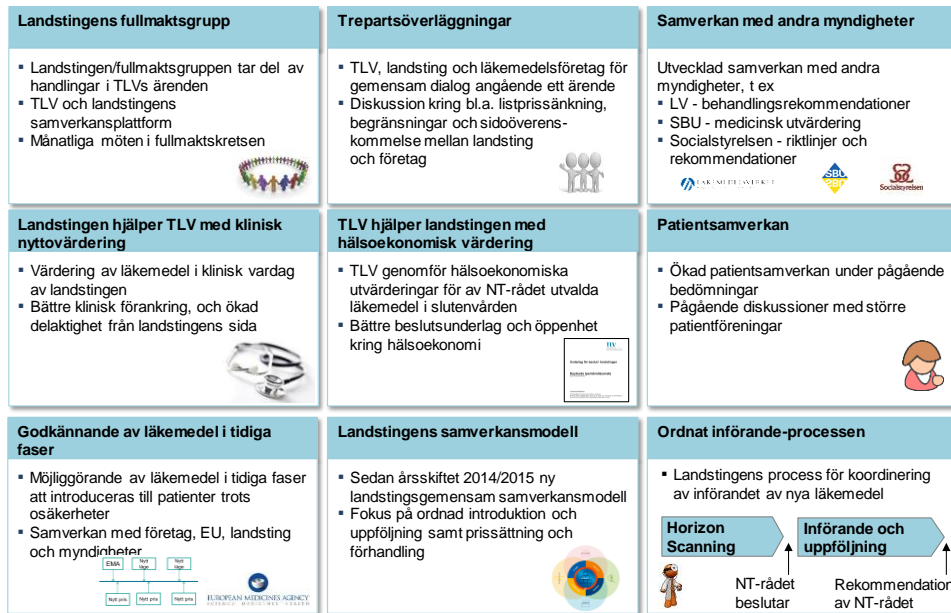 Landstingens fullmaktsgrupp
▪ Landstingen/fullmaktsgruppen tar del av
handlingar i TLVs ärenden
▪ TLV och landstingens
samverkansplattform
▪ Månatliga möten i fullmaktskretsen
Trepartsöverläggningar
▪ TLV, landsting och läkemedelsföretag för
gemensam dialog angående ett ärende
▪ Diskussion kring bl.a. listprissänkning,
begränsningar och sidoöverens-
kommelse mellan landsting
och företag
Samverkan med andra myndigheter
Utvecklad samverkan med andra
myndigheter, t ex
▪ LV - behandlingsrekommendationer
▪ SBU - medicinsk utvärdering
▪ Socialstyrelsen - riktlinjer och
rekommendationer
LÄKEMEDELSVERKET
SBU
Socialstyrelsen
Landstingen hjälper TLV med klinisk
nyttovärdering
▪ Värdering av läkemedel i klinisk vardag
av landstingen
▪ Bättre klinisk förankring, och ökad
delaktighet från landstingens sida
TLV hjälper landstingen med
hälsoekonomisk värdering
▪ TLV genomför hälsoekonomiska
utvärderingar för av NT-rådet utvalda
läkemedel i slutenvården
▪ Bättre beslutsunderlag och öppenhet
kring hälsoekonomi
TLV
Patientsamverkan
▪ Ökad patientsamverkan under pågående
bedömningar
▪ Pågående diskussioner med större
patientföreningar
Godkännande av läkemedel i tidiga
faser
▪ Möjliggörande av läkemedel i tidiga faser
att introduceras till patienter trots
osäkerheter
▪ Samverkan med företag, EU, landsting
och myndigheter
EMA
Nytt
läge
Nytt
läge
Nytt pris
Nytt pris
Nytt pris
EUROPEAN MEDICINES AGENCY
SCIENCE MEDICINES HEALTH
Landstingens samverkansmodell
▪ Sedan årsskiftet 2014/2015 ny
landstingsgemensam samverkansmodell
▪ Fokus på ordnad introduktion och
uppföljning samt prissättning och
förhandling
Ordnat införande-processen
▪ Landstingens process för koordinering
av införandet av nya läkemedel
Horizon
Scanning
Införande och
uppföljning
NT-rådet
beslutar
Rekommendation
av NT-rådet